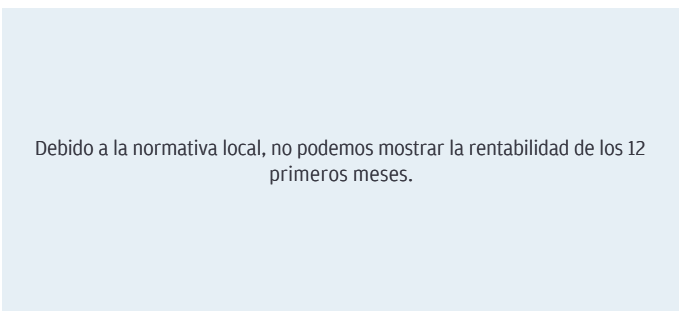 Debido a la normativa local, no podemos mostrar la rentabilidad de los 12
primeros meses.